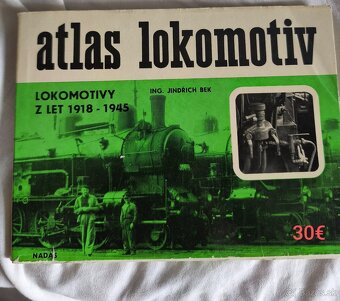 atlas lokomotiv
LOKOMOTIVY
ING. JINDŘICH BEK
Z LET 1918 - 1945
30€
NADAS